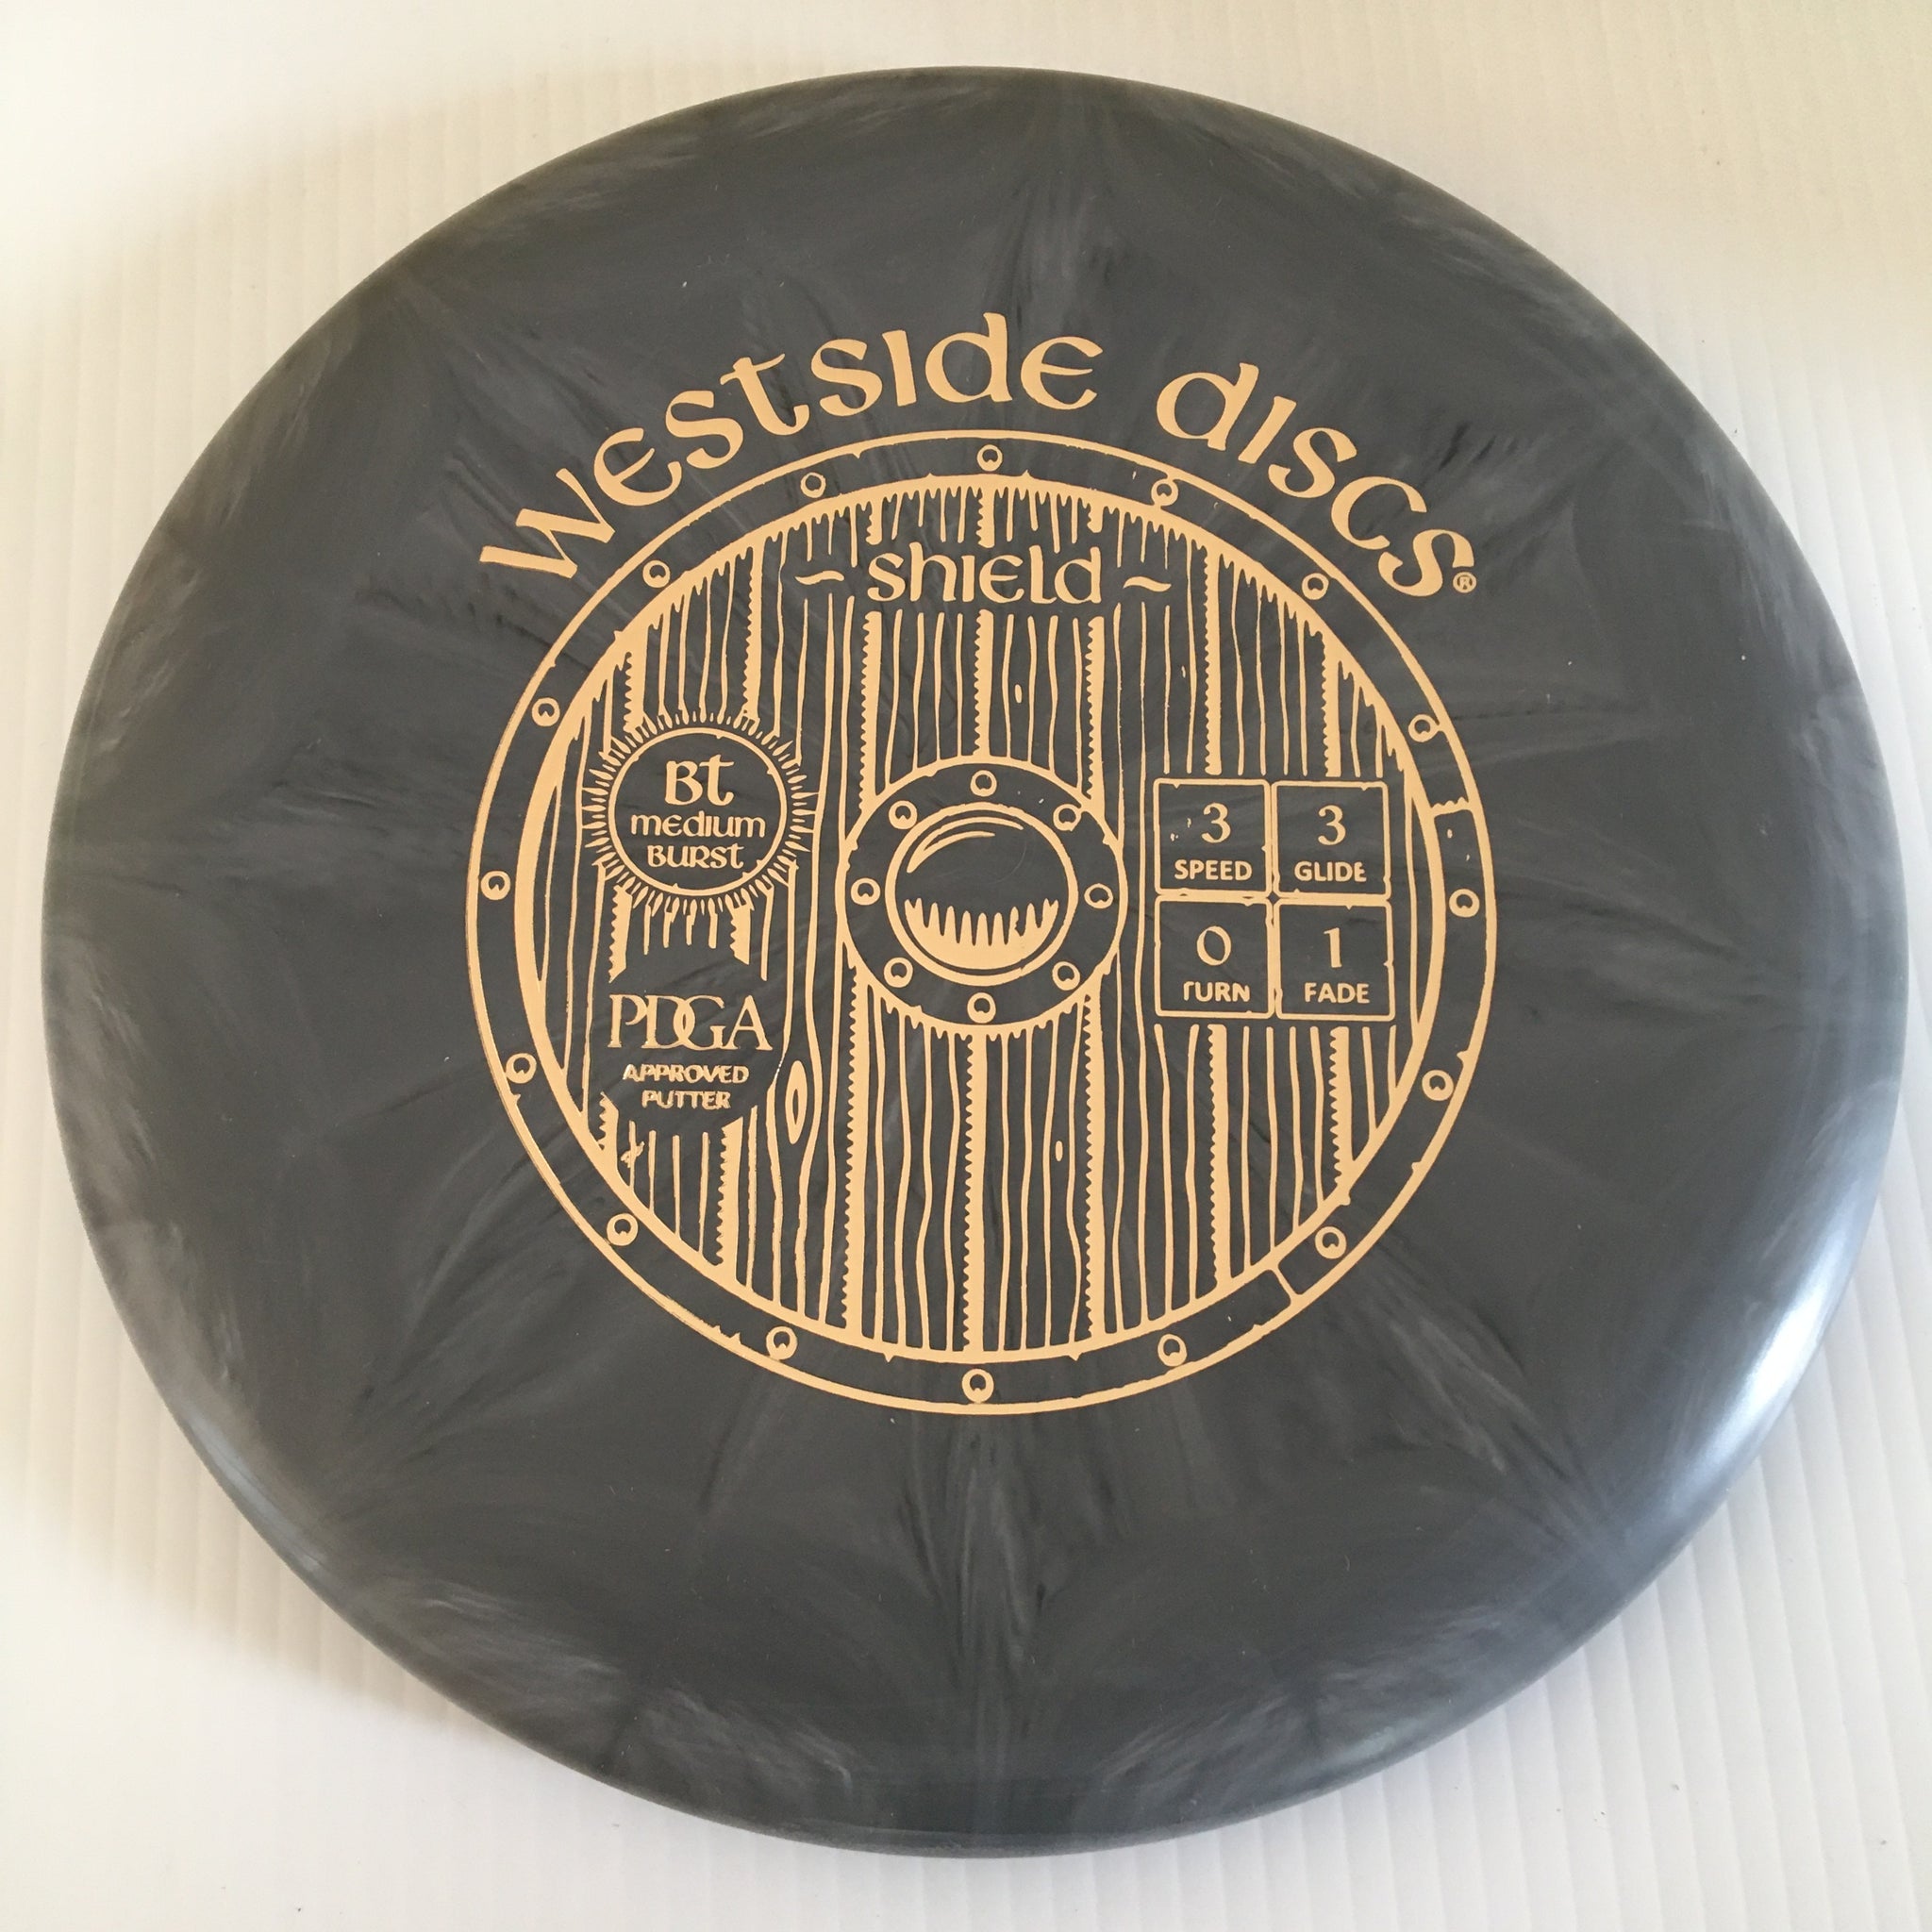 westside discs®
~ shield ~
Bt
medium
Burst
PDGA
APPROVED
PUTTER
3 3
SPEED GLIDE
0 1
TURN FADE